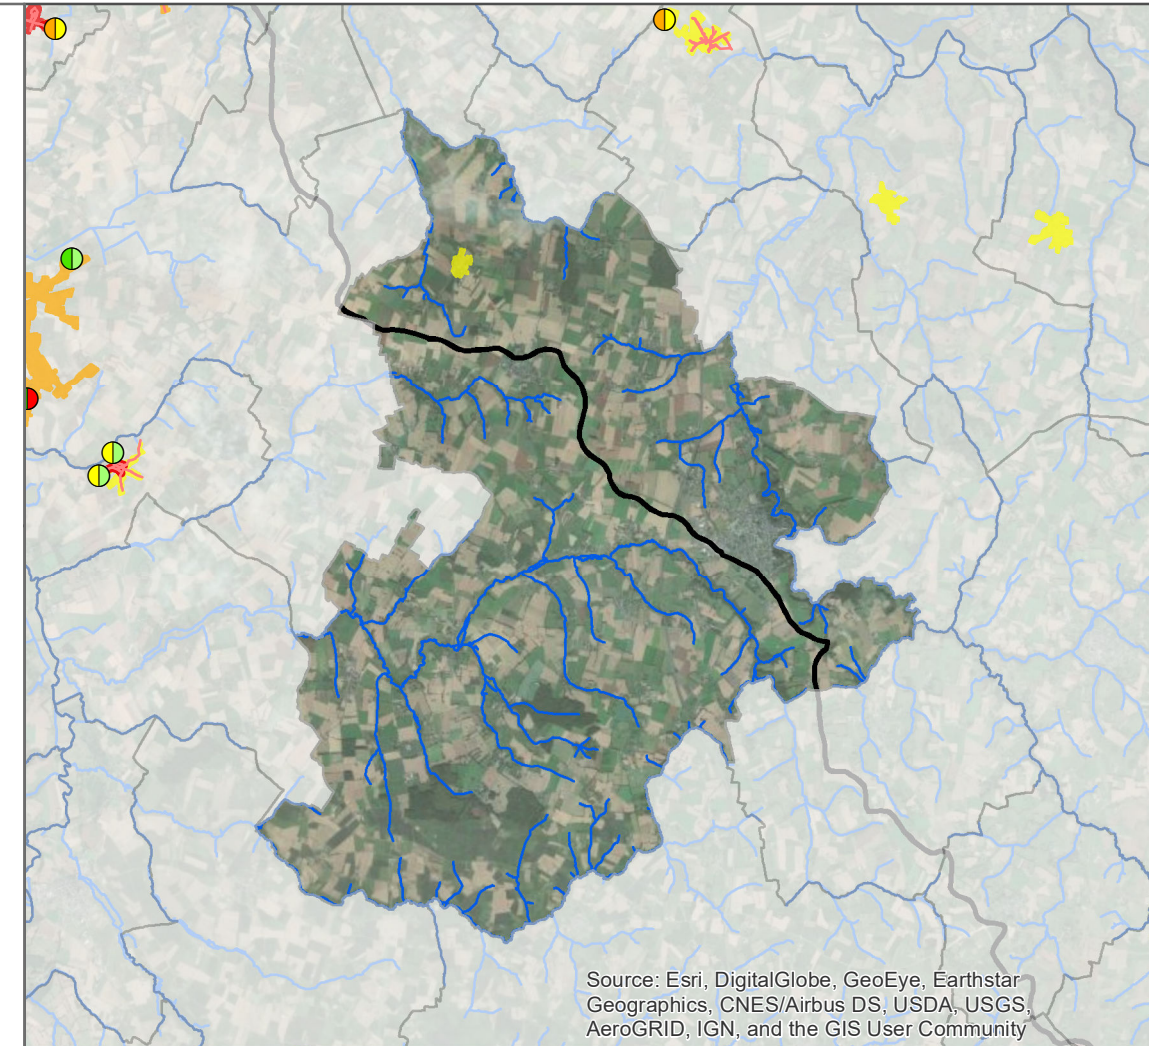 Source: Esri, DigitalGlobe, GeoEye, Earthstar
Geographics, CNES/Airbus DS, USDA, USGS,
AeroGRID, IGN, and the GIS User Community